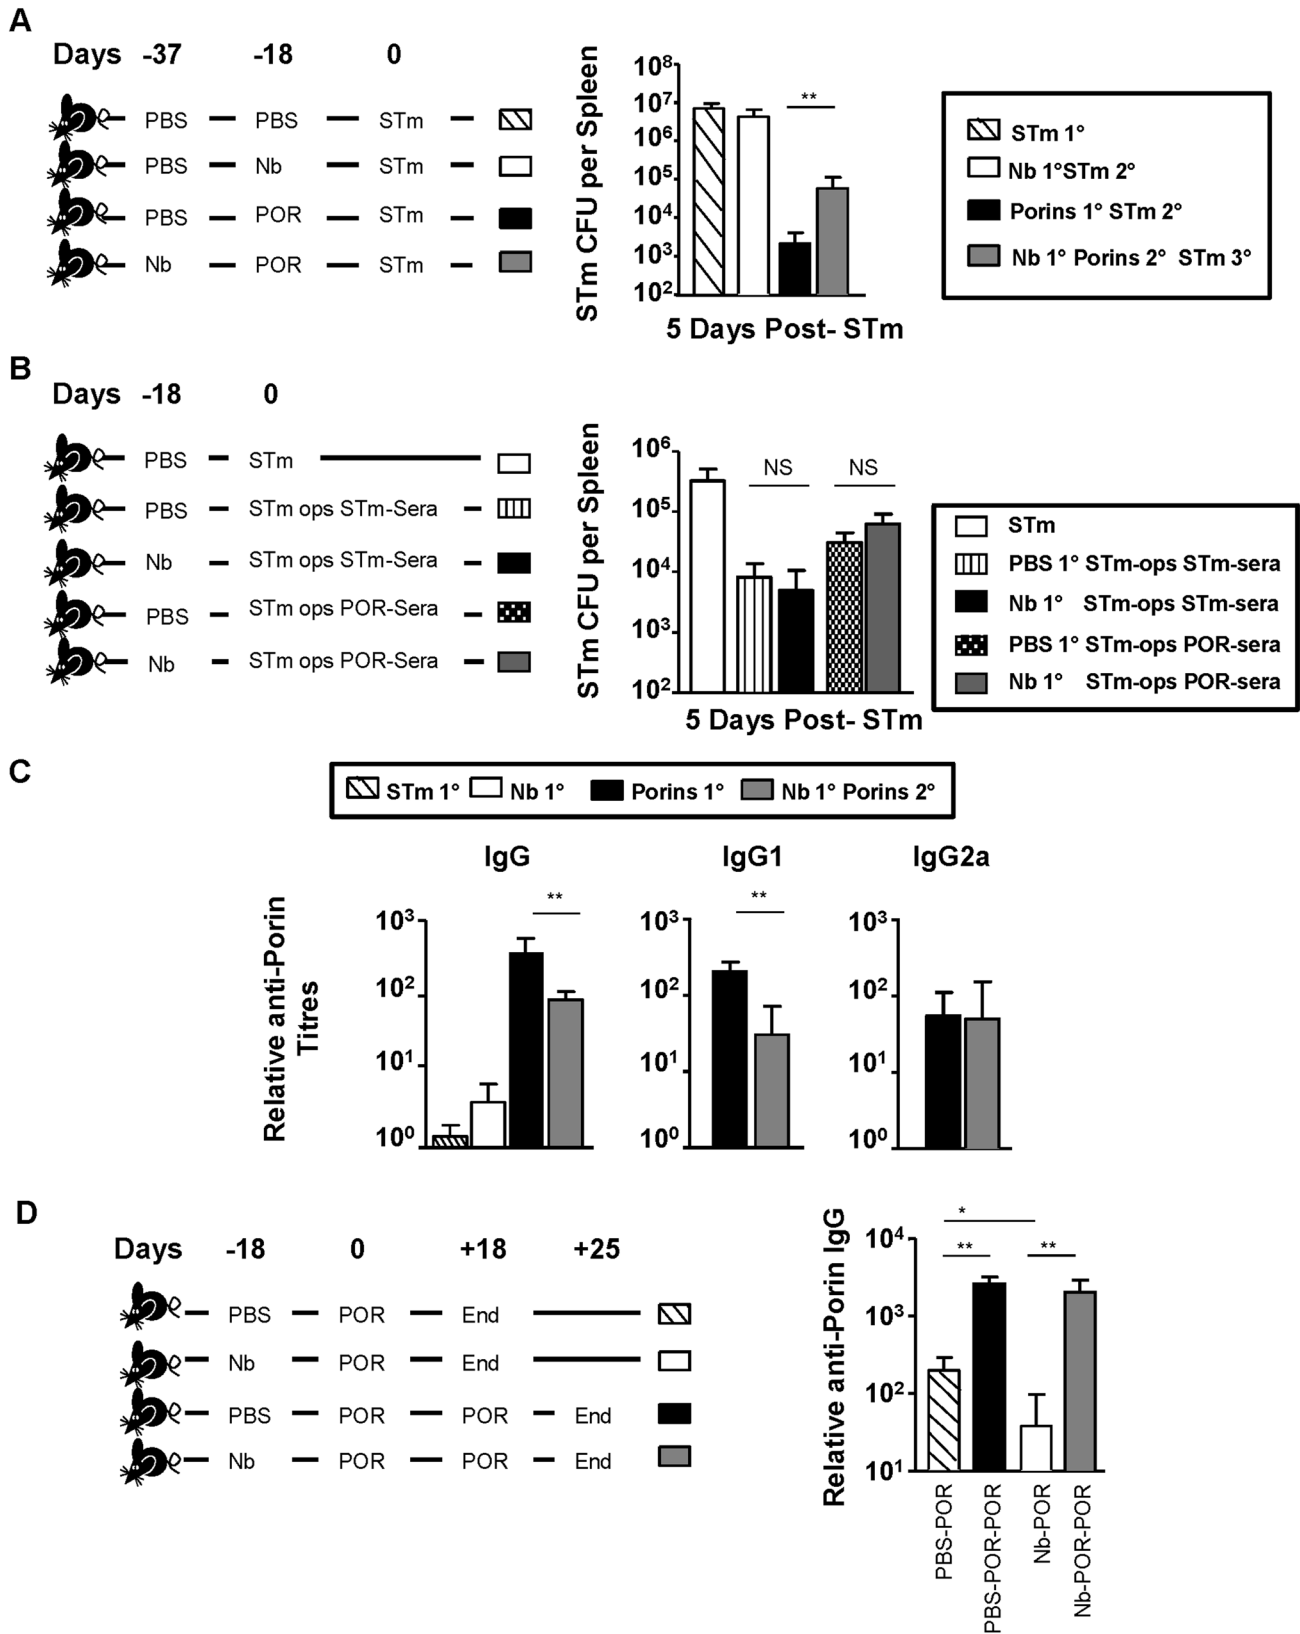 A
Days -37 -18 0
PBS PBS STm
PBS Nb STm
PBS POR STm
Nb POR STm
STm CFU per Spleen
10⁸
10⁷
10⁶
10⁵
10⁴
10³
10²
**
5 Days Post- STm
STm 1°
Nb 1°STm 2°
Porins 1° STm 2°
Nb 1° Porins 2° STm 3°
B
Days -18 0
PBS STm
PBS STm ops STm-Sera
Nb STm ops STm-Sera
PBS STm ops POR-Sera
Nb STm ops POR-Sera
STm CFU per Spleen
10⁶
10⁵
10⁴
10³
10²
NS NS
5 Days Post- STm
STm
PBS 1° STm-ops STm-sera
Nb 1° STm-ops STm-sera
PBS 1° STm-ops POR-sera
Nb 1° STm-ops POR-sera
C
STm 1° Nb 1° Porins 1° Nb 1° Porins 2°
Relative anti-Porin
Titres
IgG
10³
10²
10¹
10⁰
**
IgG1
10³
10²
10¹
10⁰
**
IgG2a
10³
10²
10¹
10⁰
D
Days -18 0 +18 +25
PBS POR End
Nb POR End
PBS POR POR End
Nb POR POR End
Relative anti-Porin IgG
10⁴
10³
10²
10¹
*
** **
PBS-POR
PBS-POR-POR
Nb-POR
Nb-POR-POR